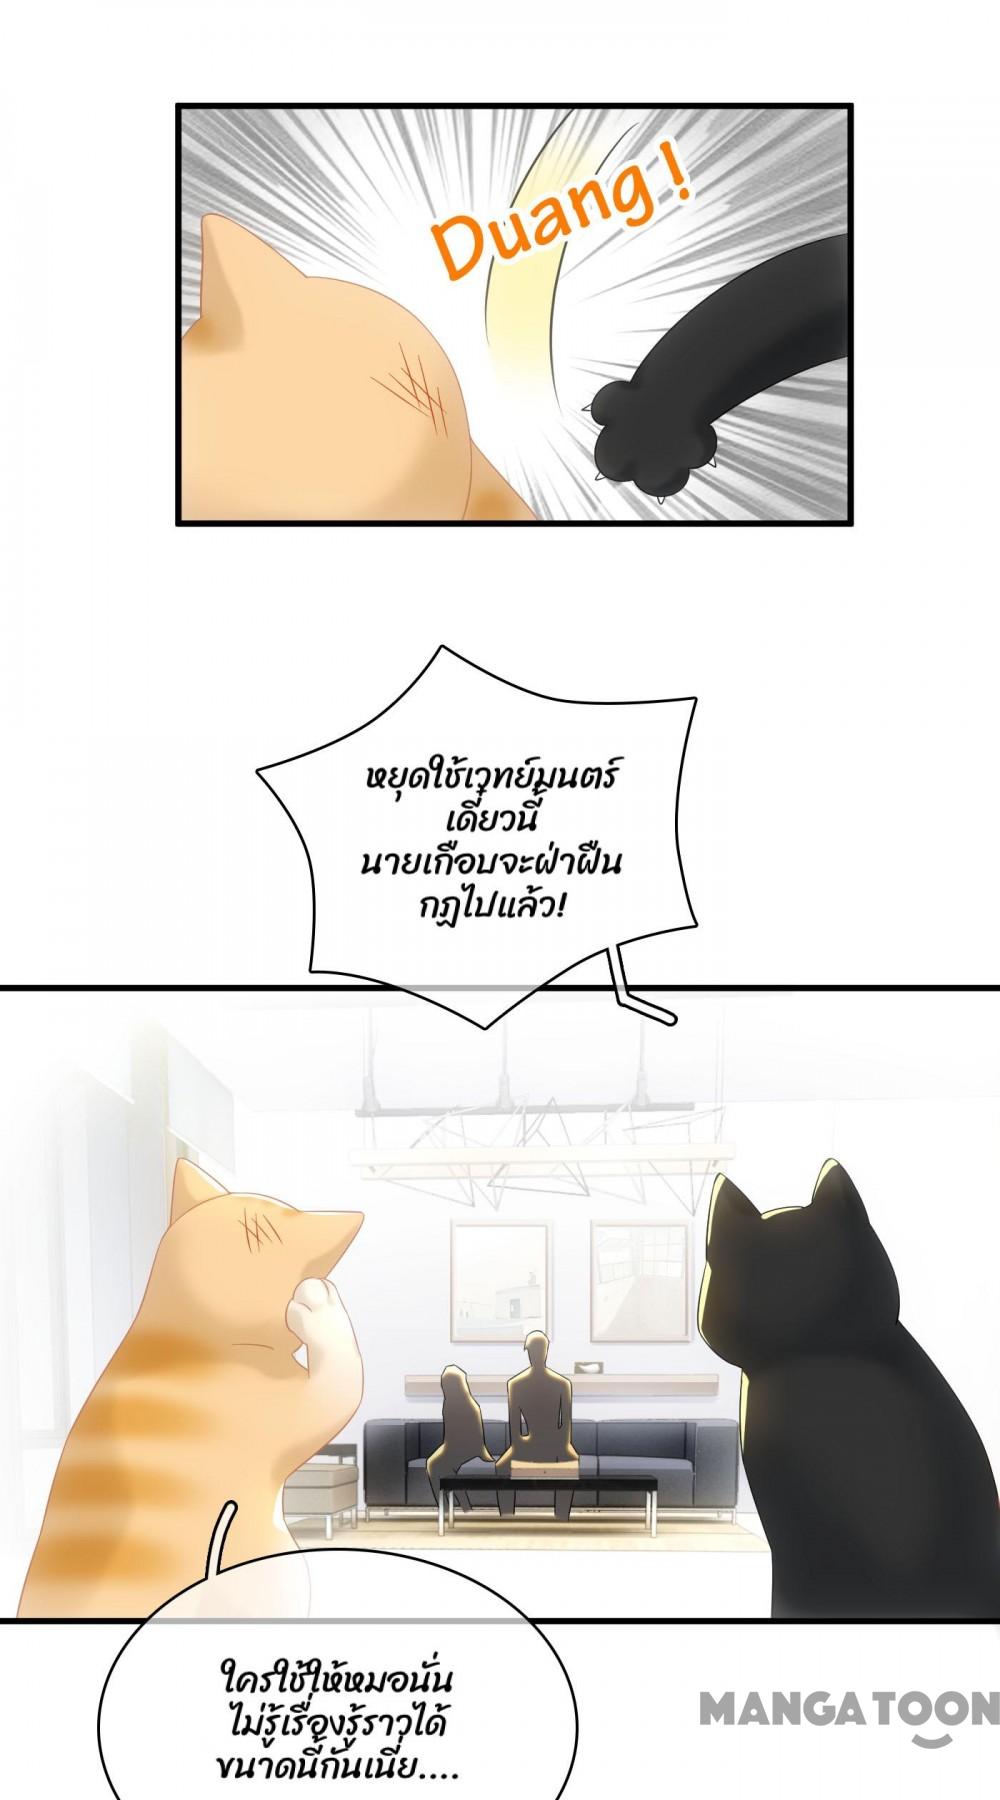 Duang!
หยุดใช้เวทย์มนตร์
เดี๋ยวนี้
นายเกือบจะฝ่าฝืน
กฎไปแล้ว!
ใครใช้ให้หมอนั่น
ไม่รู้เรื่องรู้ราวได้
ขนาดนี้กันเนี่ย....
MANGATOON